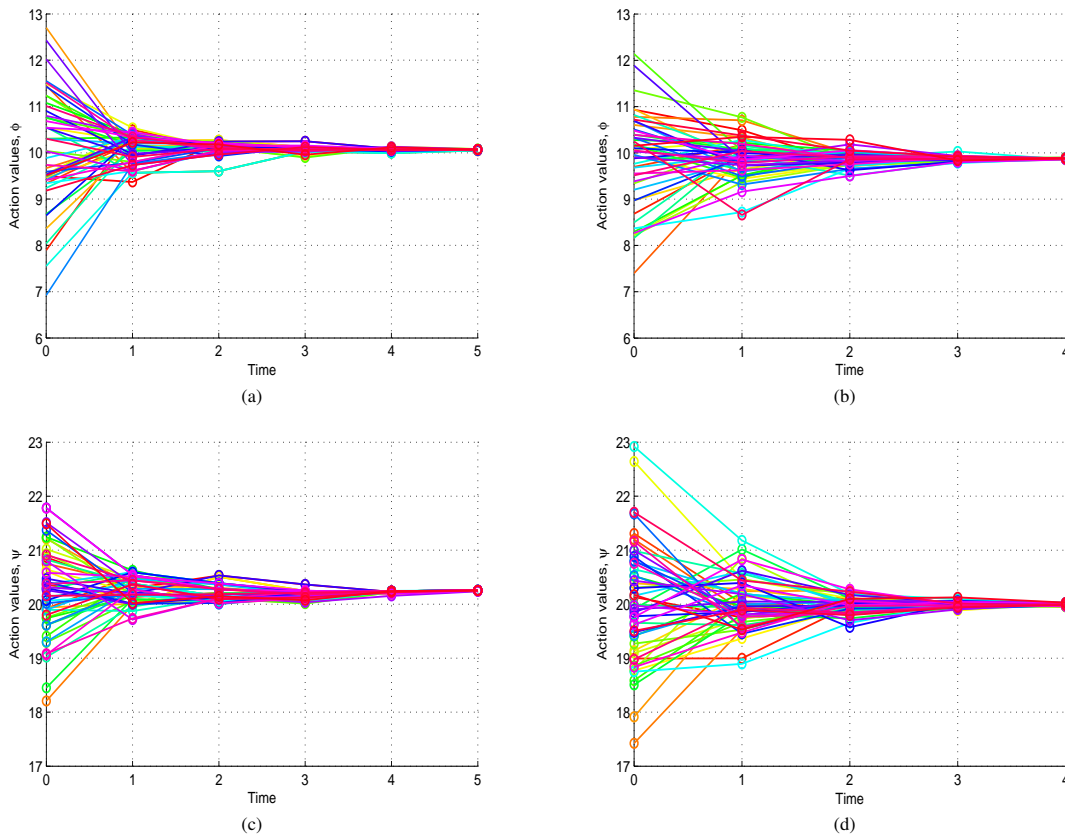 13
12
11
10
9
8
7
6
Action values, ϕ
0 1 2 3 4 5
Time
(a)
13
12
11
10
9
8
7
6
Action values, ϕ
0 1 2 3 4
Time
(b)
23
22
21
20
19
18
17
Action values, ψ
0 1 2 3 4 5
Time
(c)
23
22
21
20
19
18
17
Action values, ψ
0 1 2 3 4
Time
(d)